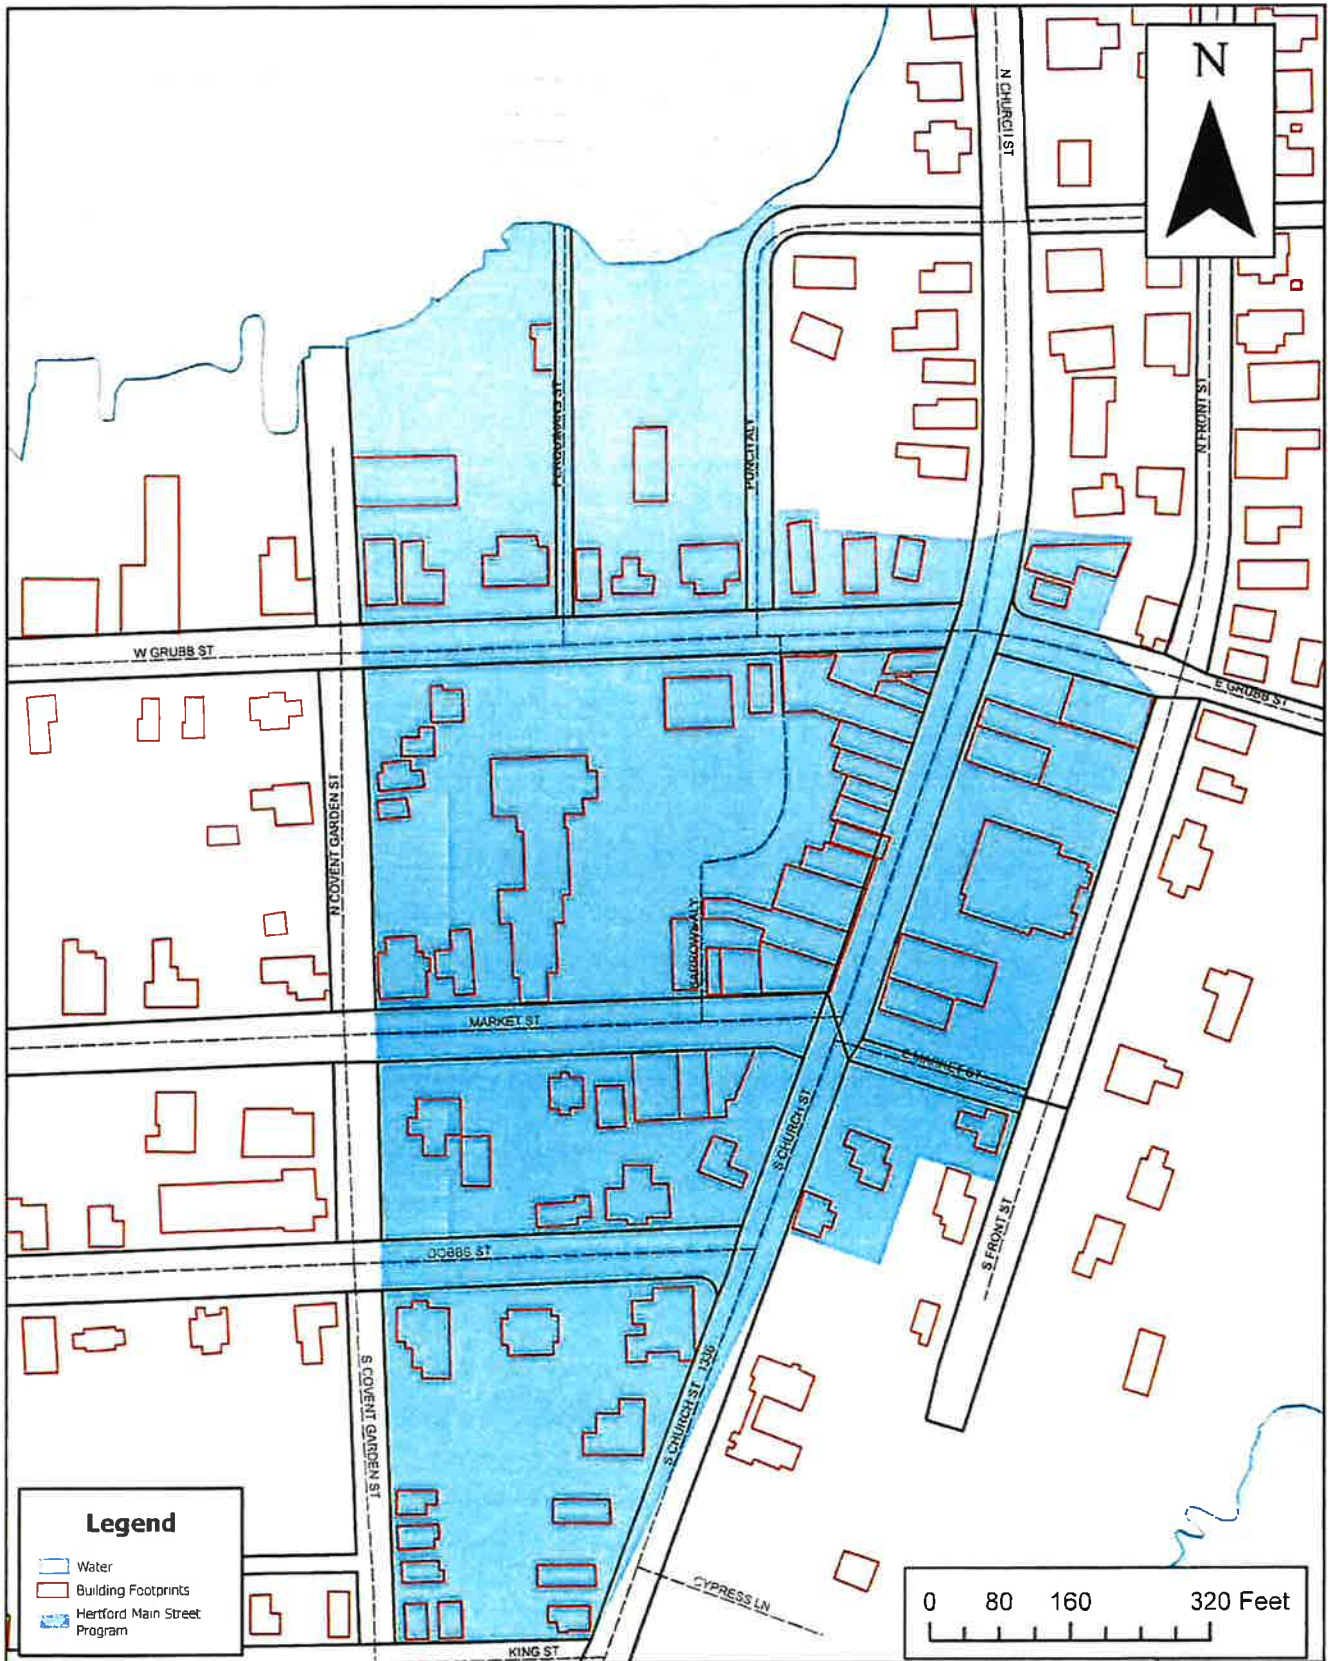 N
N CHURCH ST
N FRONT ST
PUNCH ALY
W GRUBB ST
E GRUBB ST
N COVENT GARDEN ST
MARKET ST
E MARKET ST
S CHURCH ST
S FRONT ST
DOBBS ST
S CHURCH ST 1336
S COVENT GARDEN ST
CYPRESS LN
KING ST
Legend
Water
Building Footprints
Hertford Main Street
Program
0 80 160 320 Feet